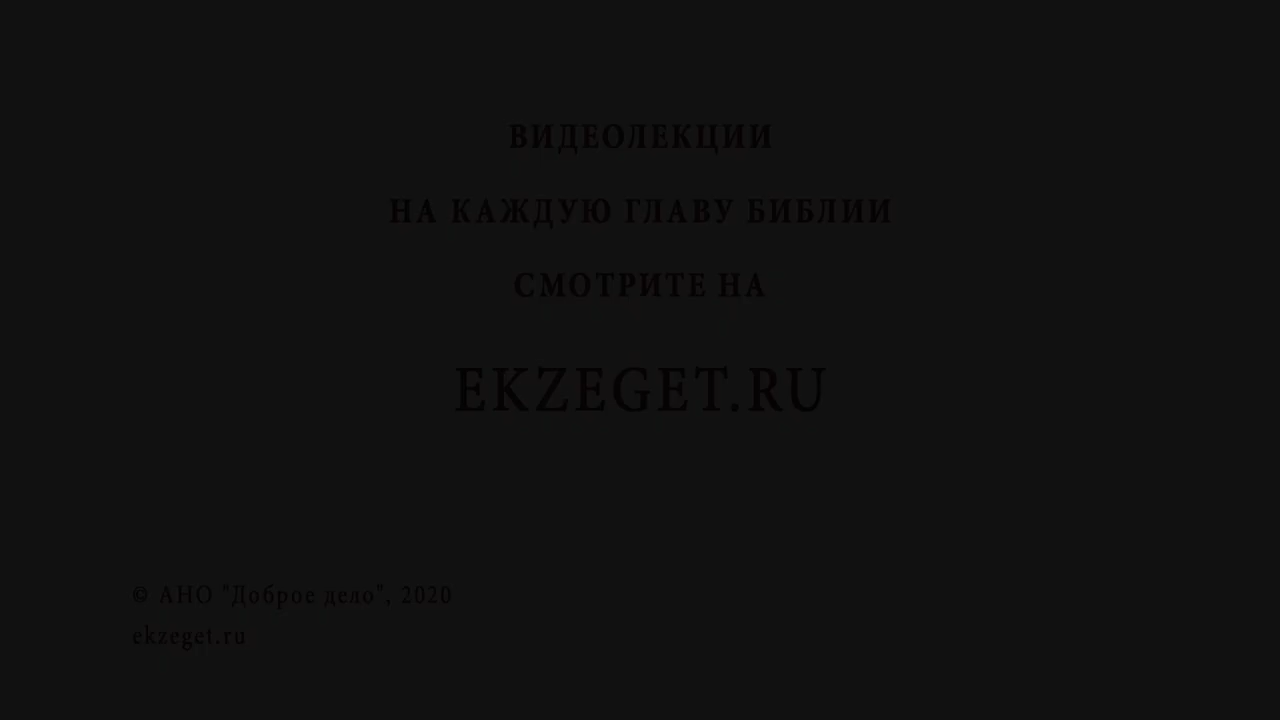 ВИДЕОЛЕКЦИИ
НА КАЖДУЮ ГЛАВУ БИБЛИИ
СМОТРИТЕ НА
EKZEGET.RU
© АНО "Доброе дело", 2020
ekzeget.ru